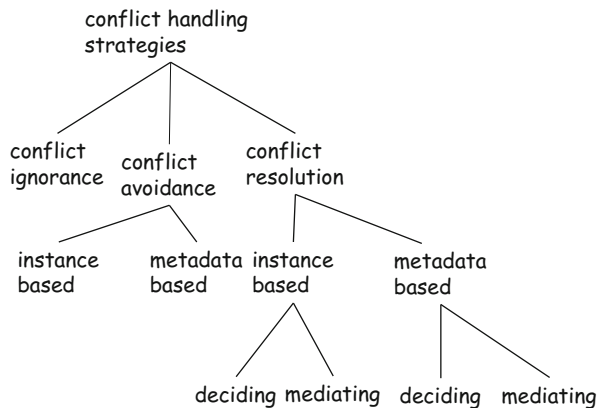 conflict handling
strategies
conflict
ignorance
conflict
avoidance
conflict
resolution
instance
based
metadata
based
instance
based
metadata
based
deciding
mediating
deciding
mediating